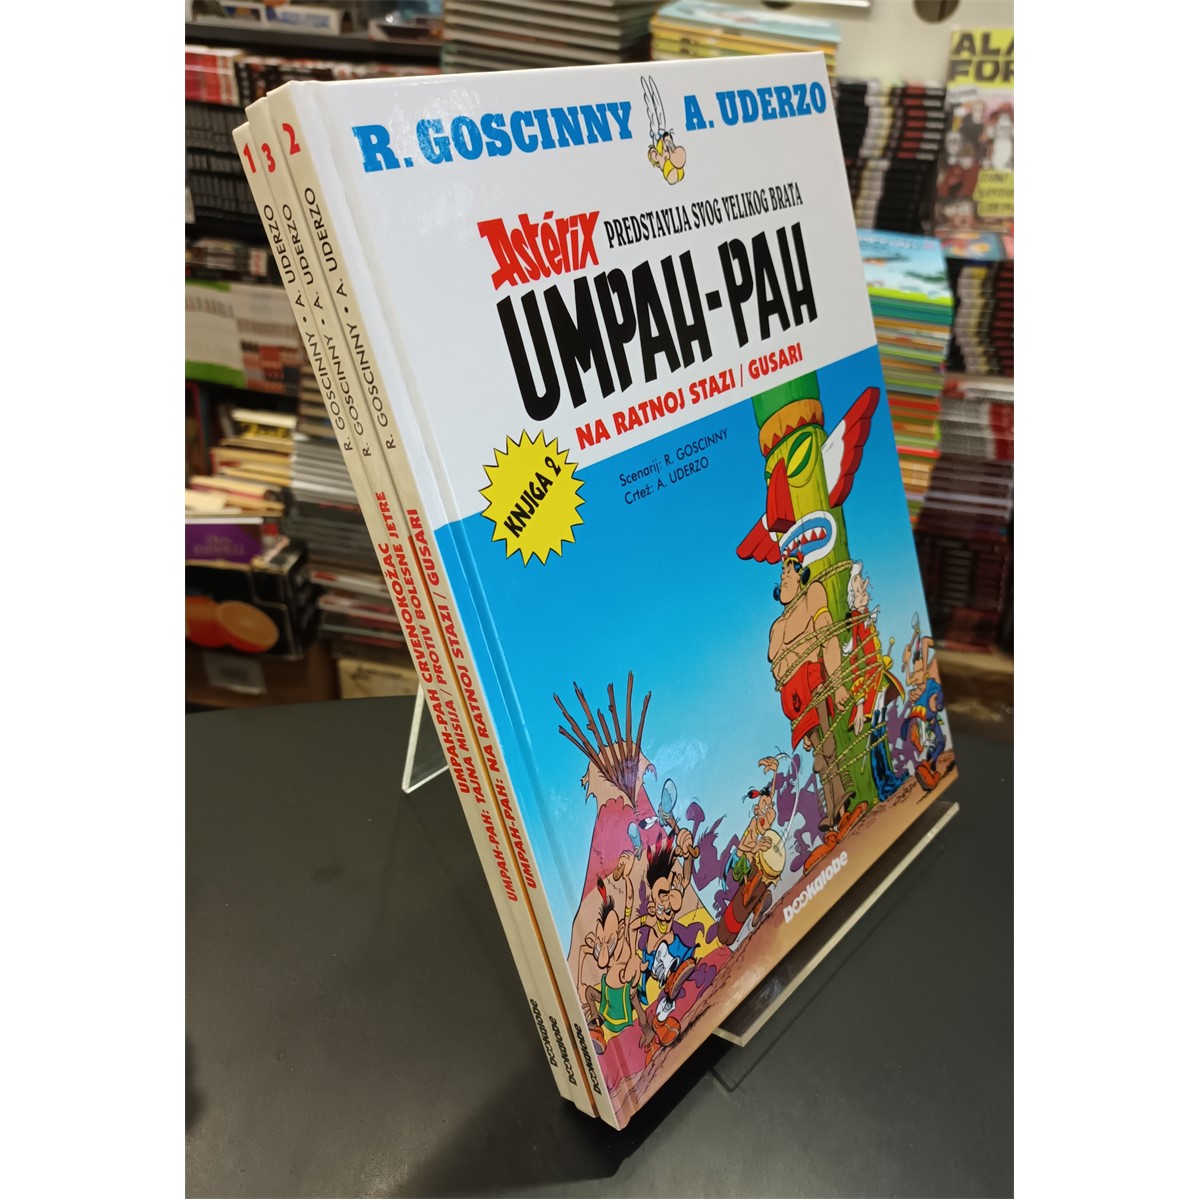 R. GOSCINNY A. UDERZO
Astérix PREDSTAVLJA SVOG VELIKOG BRATA
UMPAH-PAH
NA RATNOJ STAZI / GUSARI
KNJIGA 2
Scenarij: R. GOSCINNY
Crtež: A. UDERZO
bookglobe
1 R. GOSCINNY • A. UDERZO UMPAH-PAH CRVENOKOŽAC bookglobe
3 R. GOSCINNY • A. UDERZO UMPAH-PAH: TAJNA MISIJA / PROTIV BOLESNE JETRE bookglobe
2 R. GOSCINNY • A. UDERZO UMPAH-PAH: NA RATNOJ STAZI / GUSARI bookglobe
ALA
FOR